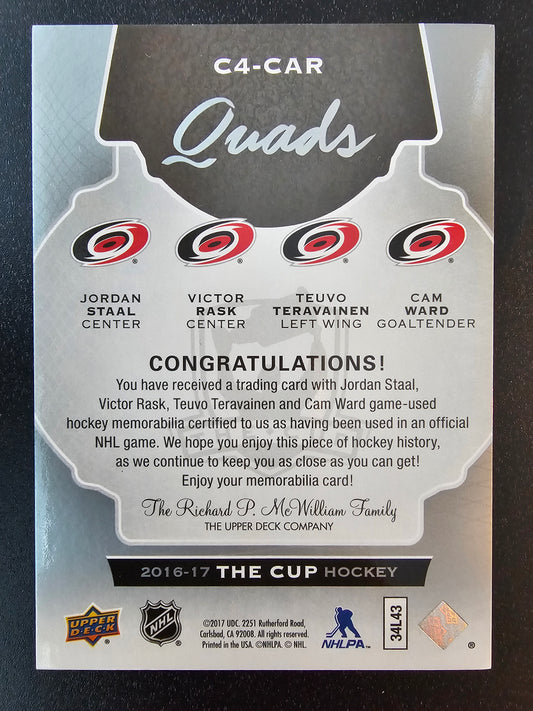 C4-CAR
Quads
JORDAN STAAL CENTER
VICTOR RASK CENTER
TEUVO TERAVAINEN LEFT WING
CAM WARD GOALTENDER
CONGRATULATIONS!
You have received a trading card with Jordan Staal,
Victor Rask, Teuvo Teravainen and Cam Ward game-used
hockey memorabilia certified to us as having been used in an official
NHL game. We hope you enjoy this piece of hockey history,
as we continue to keep you as close as you can get!
Enjoy your memorabilia card!
The Richard P. McWilliam Family
THE UPPER DECK COMPANY
2016-17 THE CUP HOCKEY
UPPER DECK
NHL
©2017 UDC. 2251 Rutherford Road,
Carlsbad, CA 92008. All rights reserved.
Printed in the USA. ©NHLPA. © NHL.
NHLPA
34L43
®